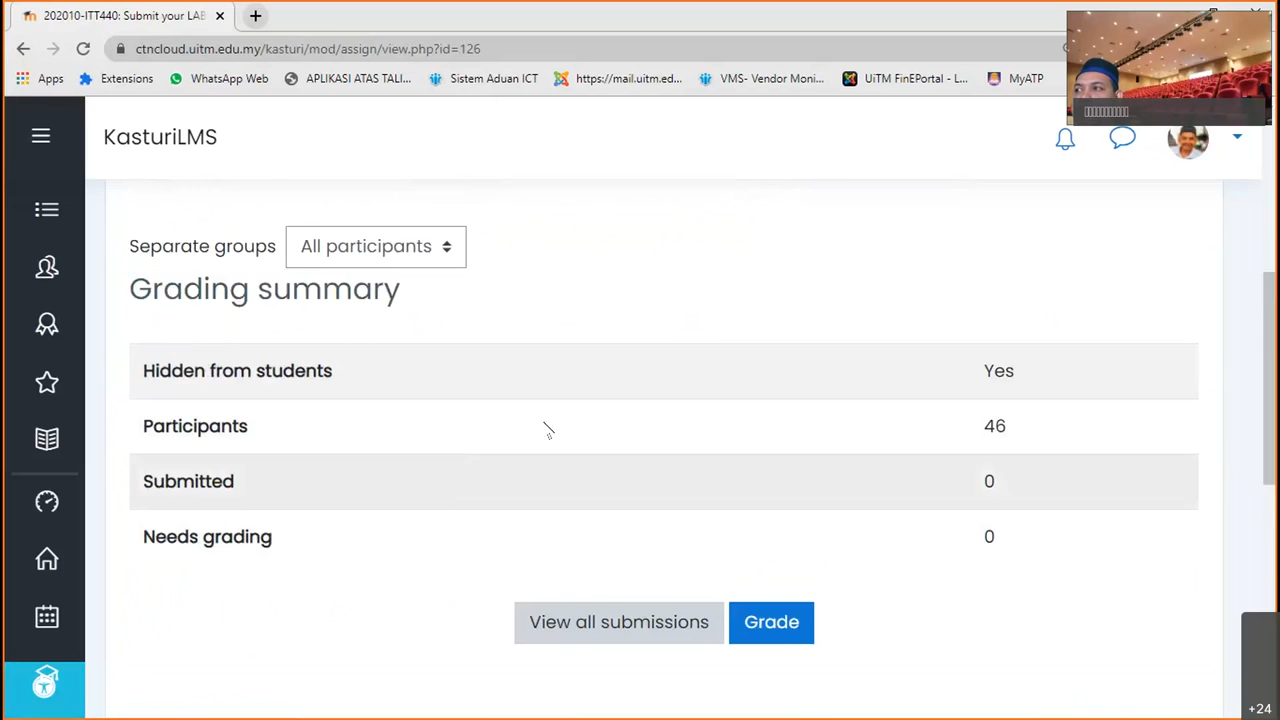 202010-ITT440: Submit your LAB
ctncloud.uitm.edu.my/kasturi/mod/assign/view.php?id=126
Apps Extensions WhatsApp Web APLIKASI ATAS TALI... Sistem Aduan ICT https://mail.uitm.ed... VMS- Vendor Moni... UiTM FinEPortal - L... MyATP
KasturiLMS
Separate groups All participants
Grading summary
Hidden from students Yes
Participants 46
Submitted 0
Needs grading 0
View all submissions Grade
+24